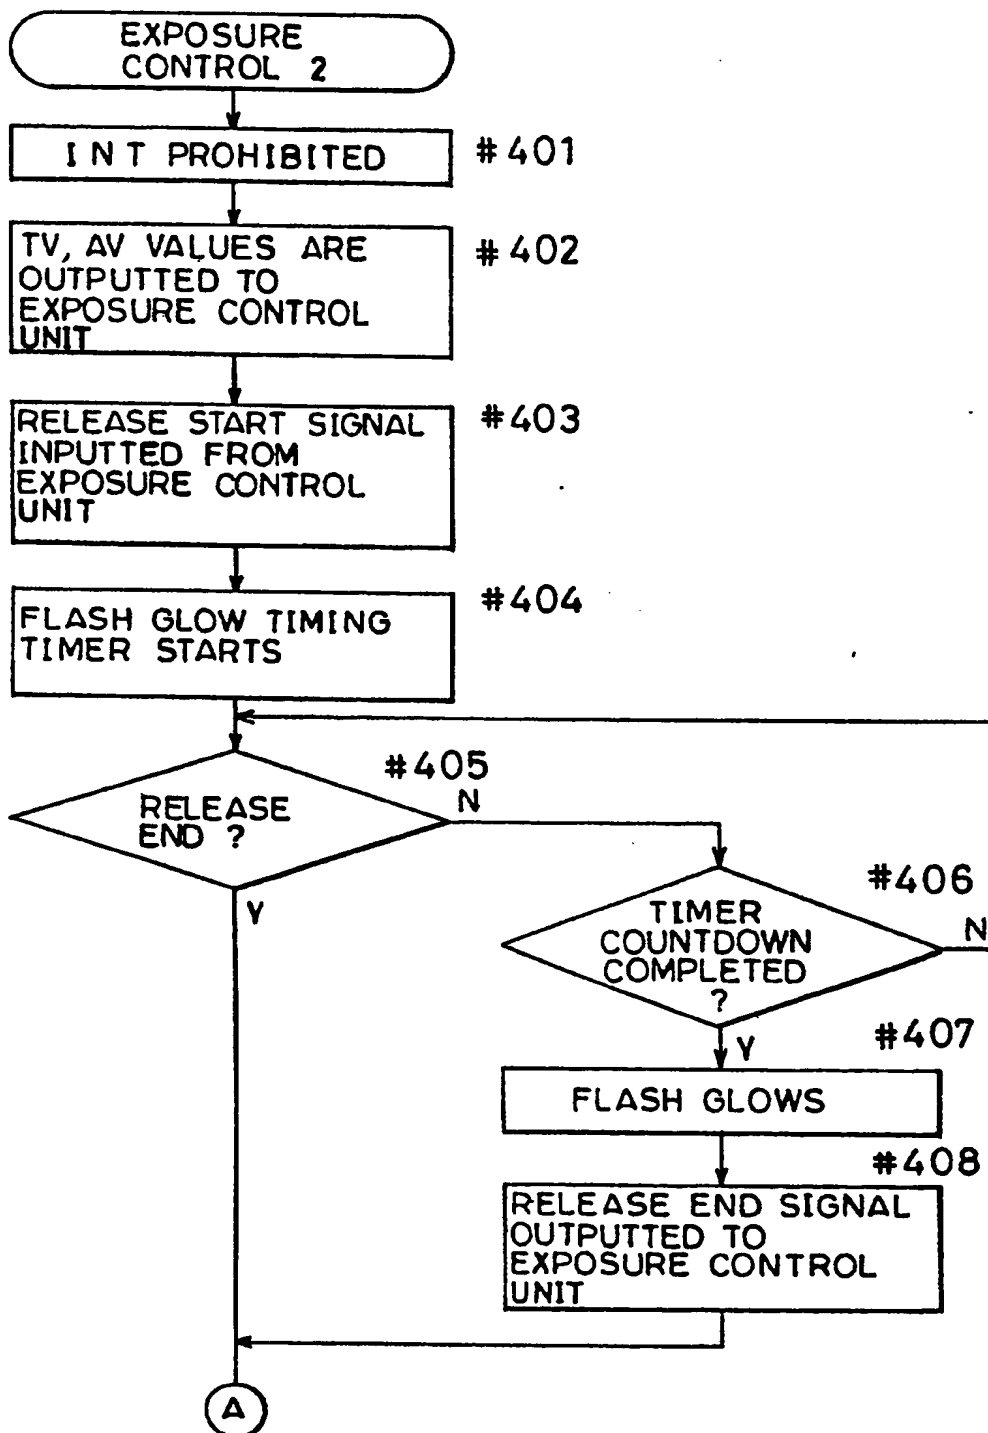 EXPOSURE
CONTROL 2
INT PROHIBITED
#401
TV, AV VALUES ARE
OUTPUTTED TO
EXPOSURE CONTROL
UNIT
#402
RELEASE START SIGNAL
INPUTTED FROM
EXPOSURE CONTROL
UNIT
#403
FLASH GLOW TIMING
TIMER STARTS
#404
#405
RELEASE
END ?
N
Y
#406
TIMER
COUNTDOWN
COMPLETED
?
N
Y
#407
FLASH GLOWS
#408
RELEASE END SIGNAL
OUTPUTTED TO
EXPOSURE CONTROL
UNIT
A